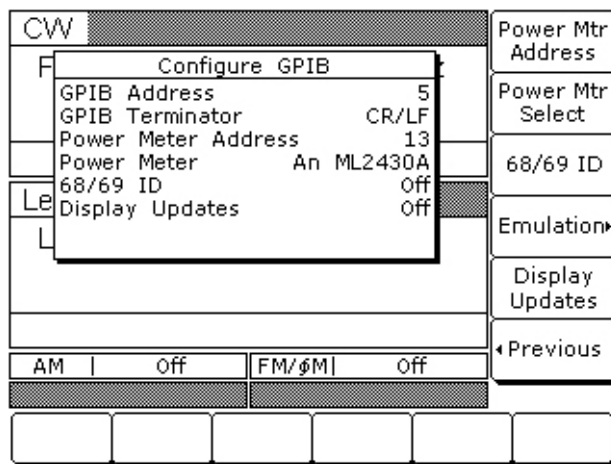 CW
Configure GPIB
GPIB Address 5
GPIB Terminator CR/LF
Power Meter Address 13
Power Meter An ML2430A
68/69 ID Off
Display Updates Off
AM | Off FM/ϕM| Off
Power Mtr
Address
Power Mtr
Select
68/69 ID
Emulation
Display
Updates
Previous